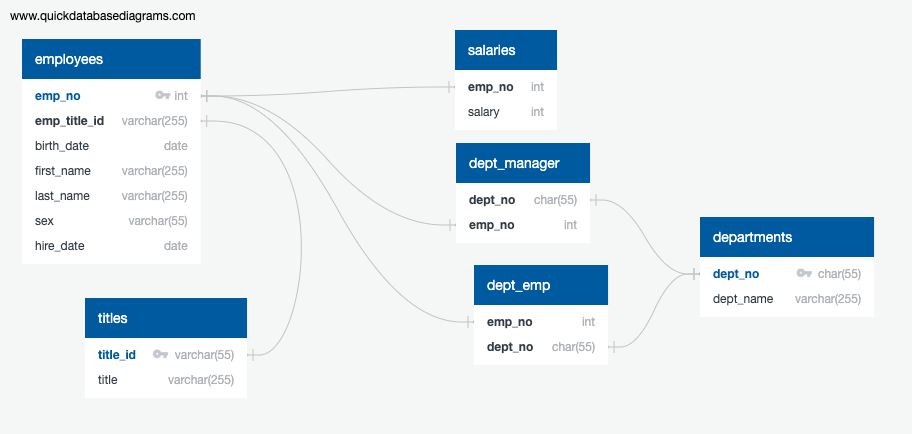 www.quickdatabasediagrams.com
employees
emp_no int
emp_title_id varchar(255)
birth_date date
first_name varchar(255)
last_name varchar(255)
sex varchar(55)
hire_date date
titles
title_id varchar(55)
title varchar(255)
salaries
emp_no int
salary int
dept_manager
dept_no char(55)
emp_no int
dept_emp
emp_no int
dept_no char(55)
departments
dept_no char(55)
dept_name varchar(255)